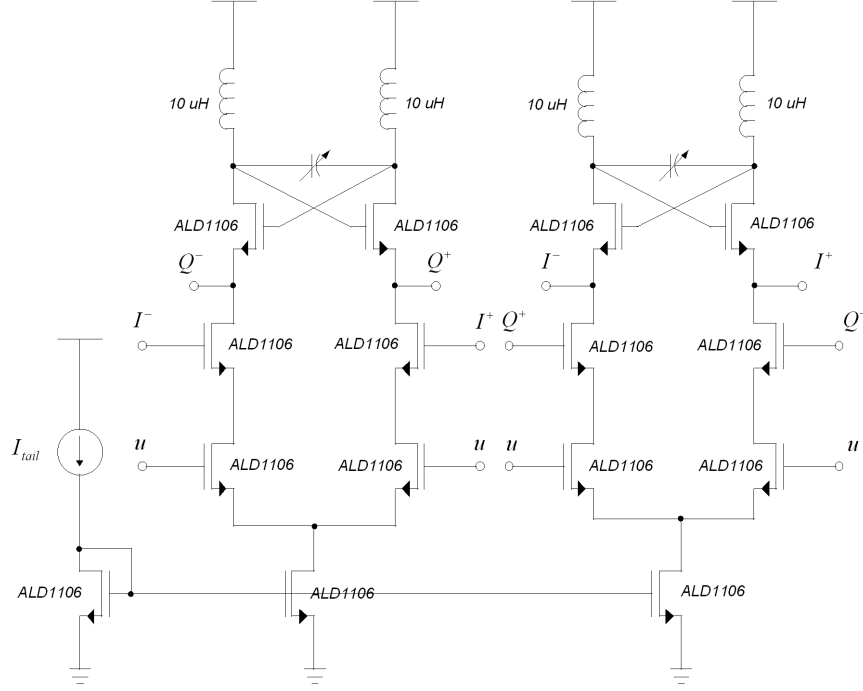 10 uH 10 uH 10 uH 10 uH
ALD1106 ALD1106 ALD1106 ALD1106
Q⁻ Q⁺ I⁻ I⁺
I⁻ I⁺ Q⁺ Q⁻
ALD1106 ALD1106 ALD1106 ALD1106
I_tail
u u u u
ALD1106 ALD1106 ALD1106 ALD1106
ALD1106 ALD1106 ALD1106